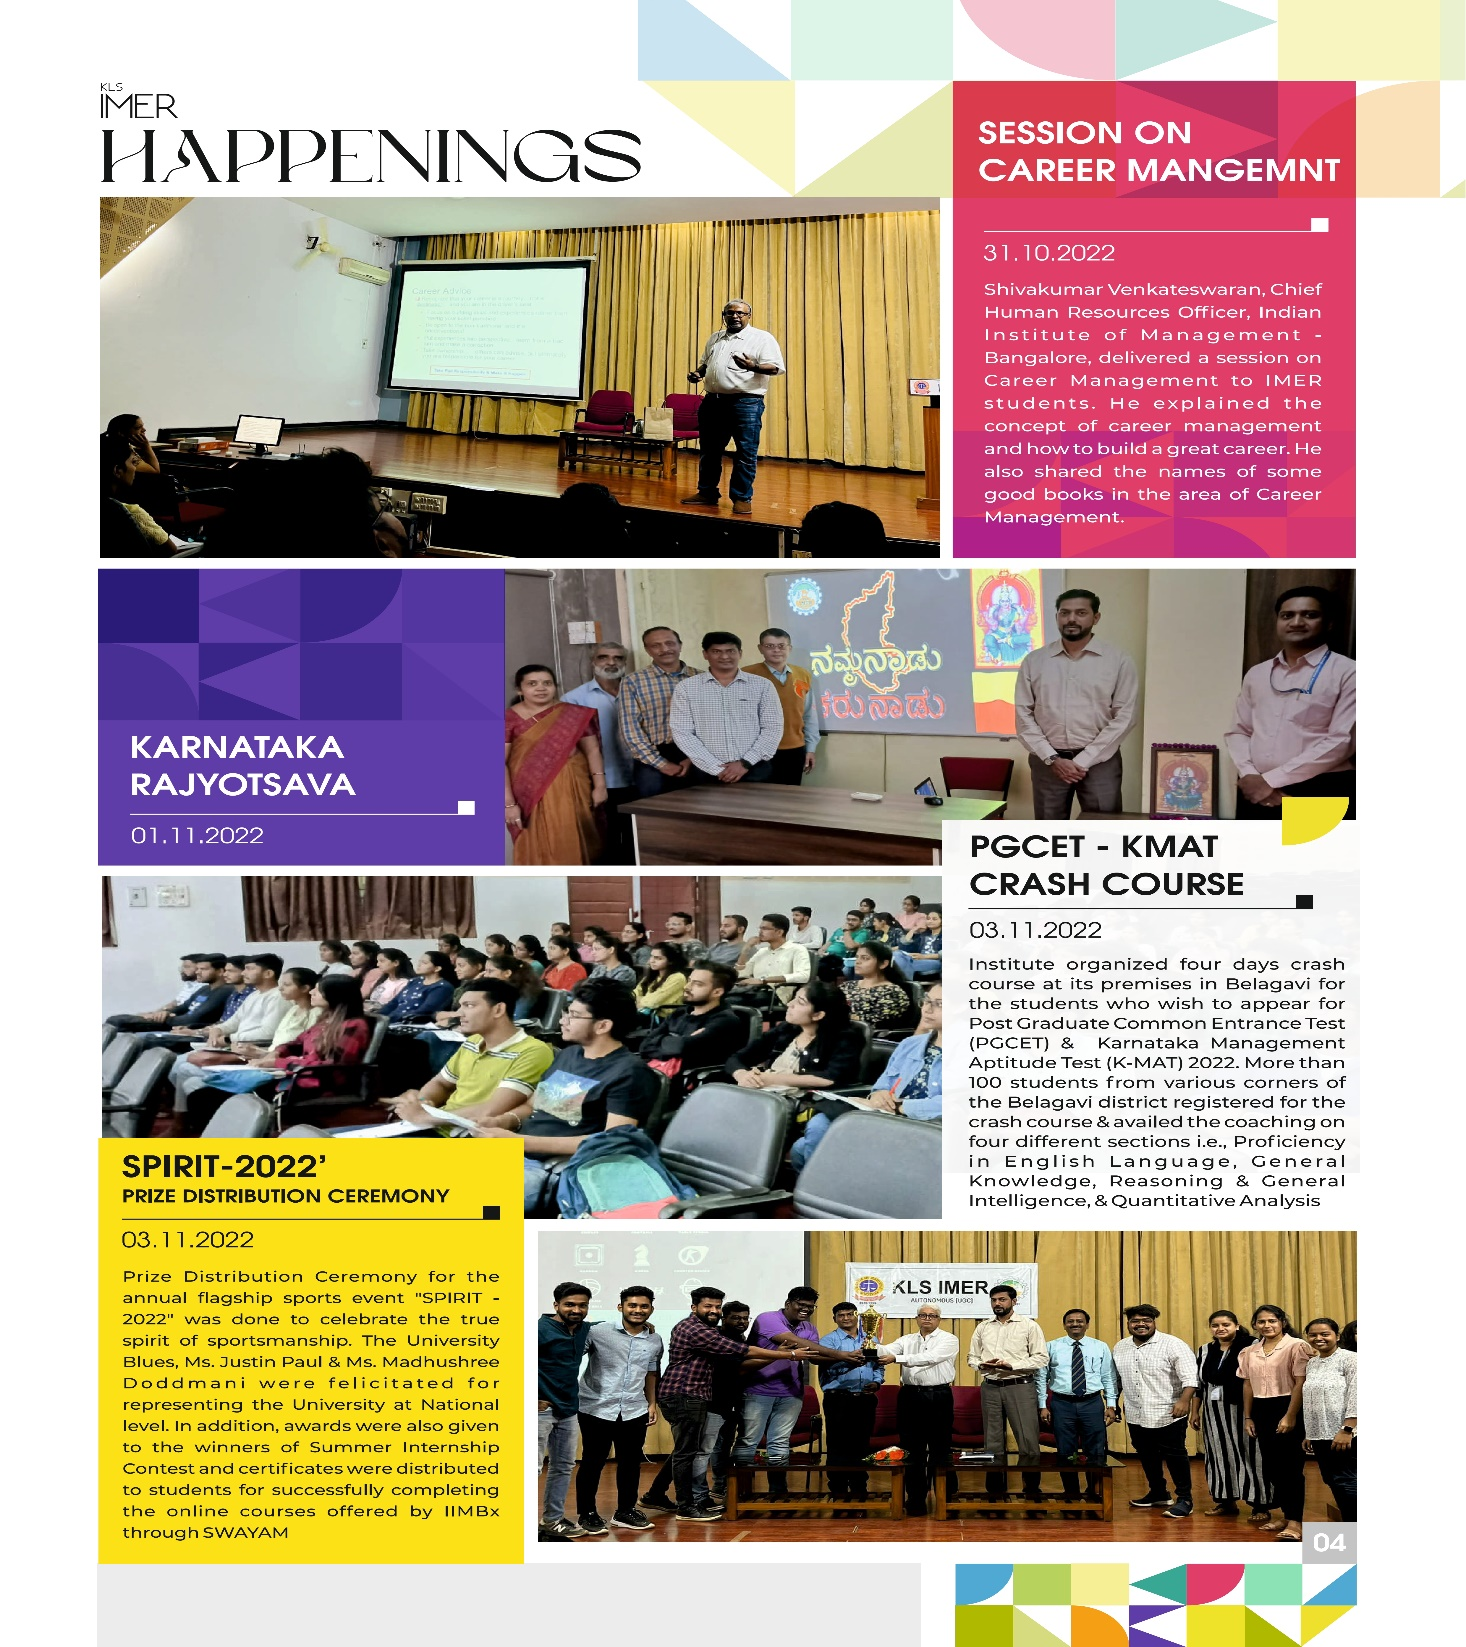 KLS
IMER
HAPPENINGS
SESSION ON
CAREER MANGEMNT
31.10.2022
Shivakumar Venkateswaran, Chief
Human Resources Officer, Indian
Institute of Management -
Bangalore, delivered a session on
Career Management to IMER
students. He explained the
concept of career management
and how to build a great career. He
also shared the names of some
good books in the area of Career
Management.
Career Advice
KARNATAKA
RAJYOTSAVA
01.11.2022
ನಮ್ಮನಾಡು
ಕರುನಾಡು
PGCET - KMAT
CRASH COURSE
03.11.2022
Institute organized four days crash
course at its premises in Belagavi for
the students who wish to appear for
Post Graduate Common Entrance Test
(PGCET) & Karnataka Management
Aptitude Test (K-MAT) 2022. More than
100 students from various corners of
the Belagavi district registered for the
crash course & availed the coaching on
four different sections i.e., Proficiency
in English Language, General
Knowledge, Reasoning & General
Intelligence, & Quantitative Analysis
SPIRIT-2022’
PRIZE DISTRIBUTION CEREMONY
03.11.2022
Prize Distribution Ceremony for the
annual flagship sports event "SPIRIT -
2022" was done to celebrate the true
spirit of sportsmanship. The University
Blues, Ms. Justin Paul & Ms. Madhushree
Doddmani were felicitated for
representing the University at National
level. In addition, awards were also given
to the winners of Summer Internship
Contest and certificates were distributed
to students for successfully completing
the online courses offered by IIMBx
through SWAYAM
KLS IMER
AUTONOMOUS (UGC)
04